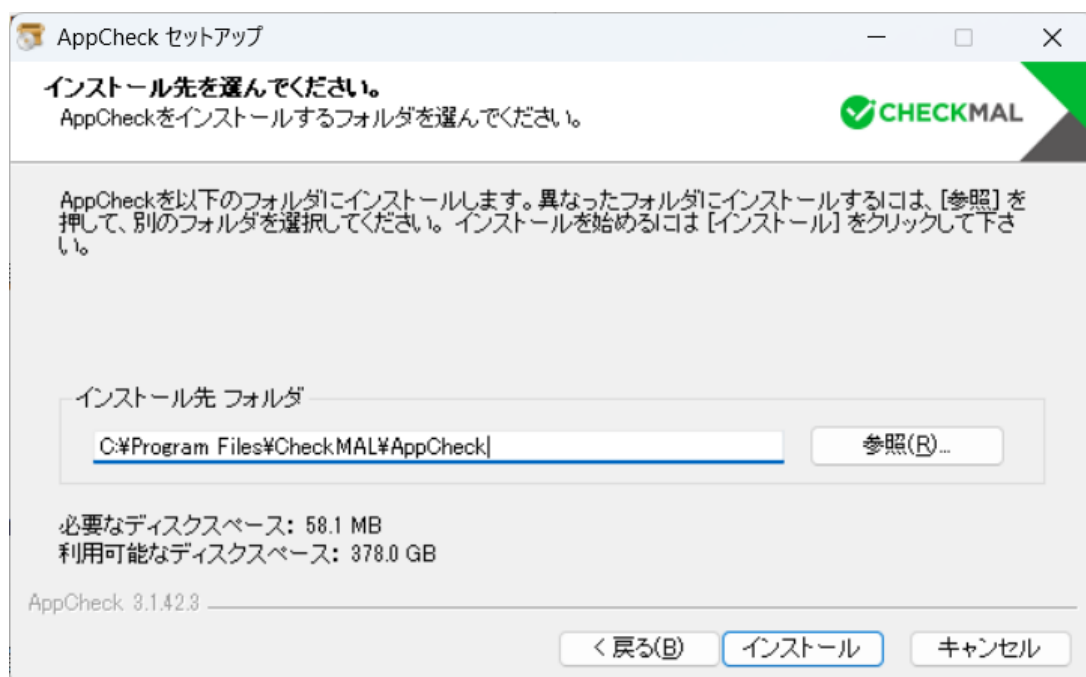 AppCheck セットアップ
インストール先を選んでください。
AppCheckをインストールするフォルダを選んでください。
CHECKMAL
AppCheckを以下のフォルダにインストールします。異なったフォルダにインストールするには、[参照] を
押して、別のフォルダを選択してください。インストールを始めるには [インストール] をクリックして下さ
い。
インストール先 フォルダ
C:¥Program Files¥CheckMAL¥AppCheck
参照(R)...
必要なディスクスペース: 58.1 MB
利用可能なディスクスペース: 378.0 GB
AppCheck 3.1.42.3
< 戻る(B)
インストール
キャンセル